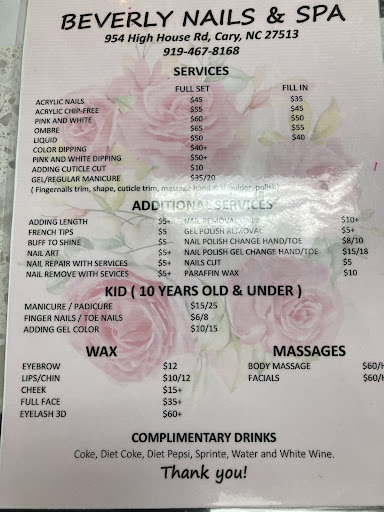 BEVERLY NAILS & SPA
954 High House Rd, Cary, NC 27513
919-467-8168
SERVICES
FULL SET FILL IN
ACRYLIC NAILS $45 $35
ACRYLIC CHIP-FREE $55 $45
PINK AND WHITE $60 $50
OMBRE $65 $55
LIQUID $50 $40
COLOR DIPPING $40+
PINK AND WHITE DIPPING $50+
ADDING CUTICLE CUT $10
GEL/REGULAR MANICURE $35/20
( Fingernails trim, shape, cuticle trim, massage hand & shoulder, polish)
ADDITIONAL SERVICES
ADDING LENGTH $5+ NAIL REMOVAL ONLY $10+
FRENCH TIPS $5 GEL POLISH REMOVAL $5+
BUFF TO SHINE $5 NAIL POLISH CHANGE HAND/TOE $8/10
NAIL ART $5+ NAIL POLISH GEL CHANGE HAND/TOE $15/18
NAIL REPAIR WITH SERVICES $5+ NAILS CUT $5
NAIL REMOVE WITH SEVICES $5+ PARAFFIN WAX $10
KID ( 10 YEARS OLD & UNDER )
MANICURE / PADICURE $15/25
FINGER NAILS / TOE NAILS $6/8
ADDING GEL COLOR $10/15
WAX MASSAGES
EYEBROW $12 BODY MASSAGE $60/
LIPS/CHIN $10/12 FACIALS $60/
CHEEK $15+
FULL FACE $35+
EYELASH 3D $60+
COMPLIMENTARY DRINKS
Coke, Diet Coke, Diet Pepsi, Sprinte, Water and White Wine.
Thank you!